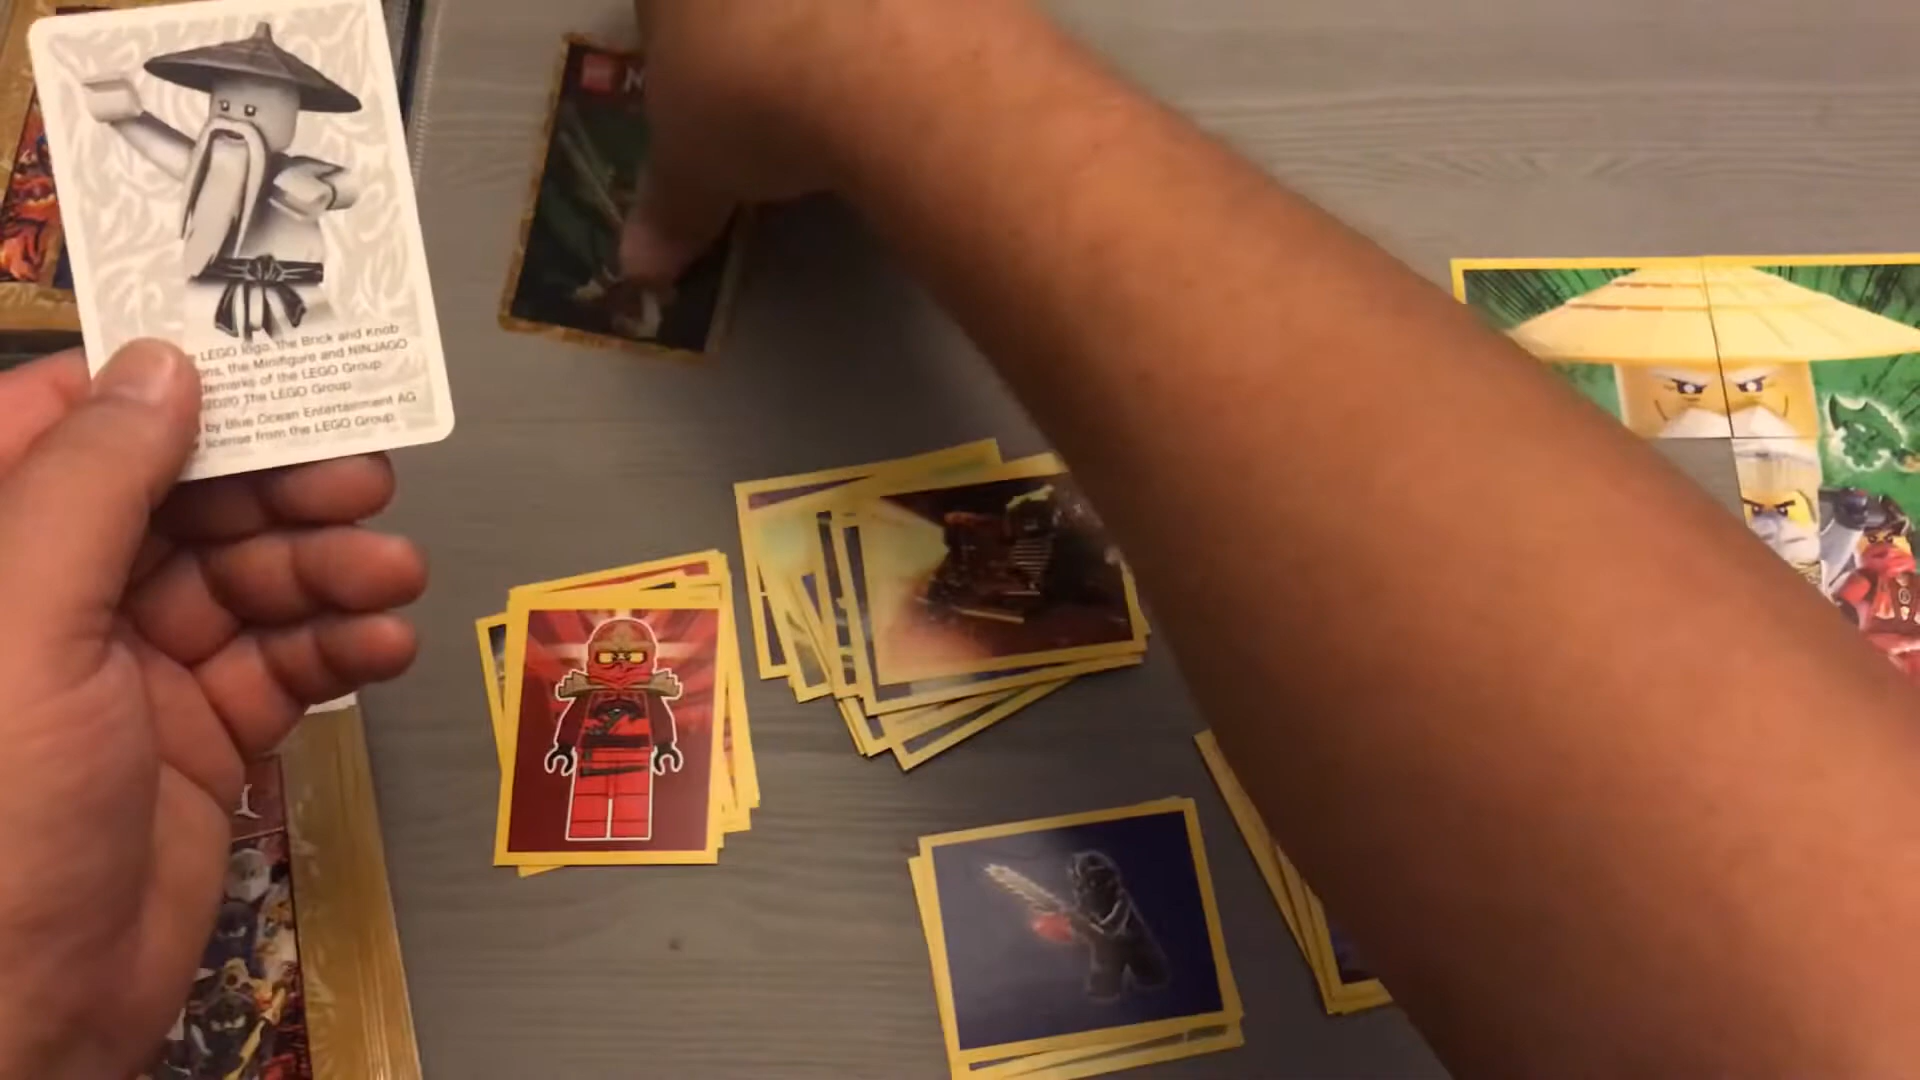 LEGO logo, the Brick and Knob
ons, the Minifigure and NINJAGO
demarks of the LEGO Group.
2020 The LEGO Group.
by Blue Ocean Entertainment AG
license from the LEGO Group.